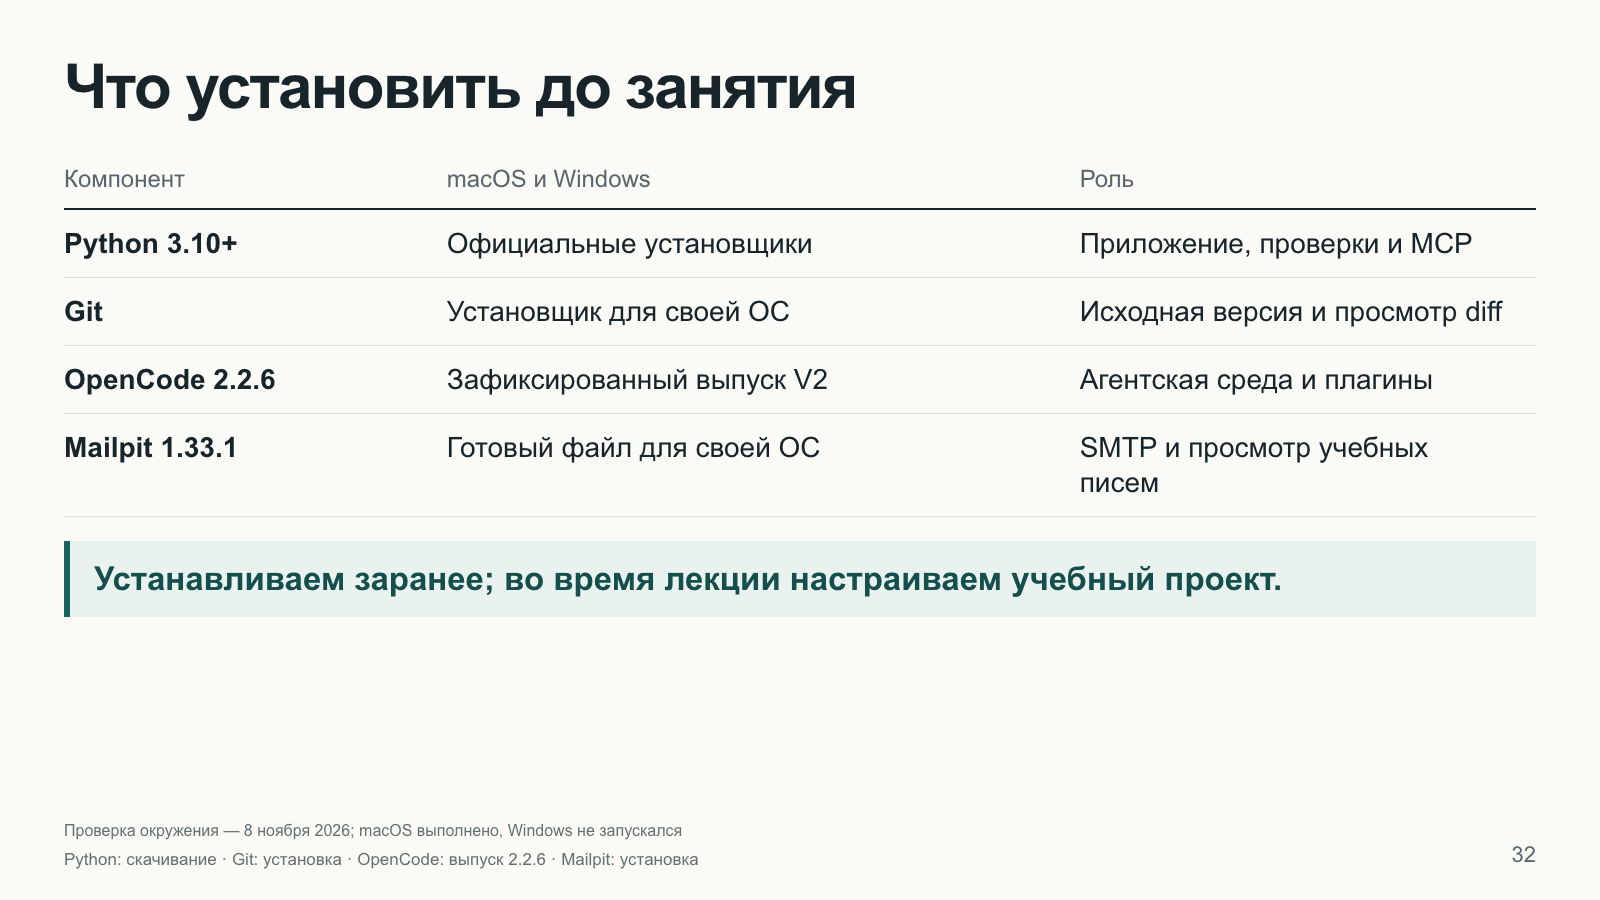 Что установить до занятия
Компонент macOS и Windows Роль
Python 3.10+ Официальные установщики Приложение, проверки и MCP
Git Установщик для своей ОС Исходная версия и просмотр diff
OpenCode 2.2.6 Зафиксированный выпуск V2 Агентская среда и плагины
Mailpit 1.33.1 Готовый файл для своей ОС SMTP и просмотр учебных
писем
Устанавливаем заранее; во время лекции настраиваем учебный проект.
Проверка окружения — 8 ноября 2026; macOS выполнено, Windows не запускался
Python: скачивание · Git: установка · OpenCode: выпуск 2.2.6 · Mailpit: установка
32